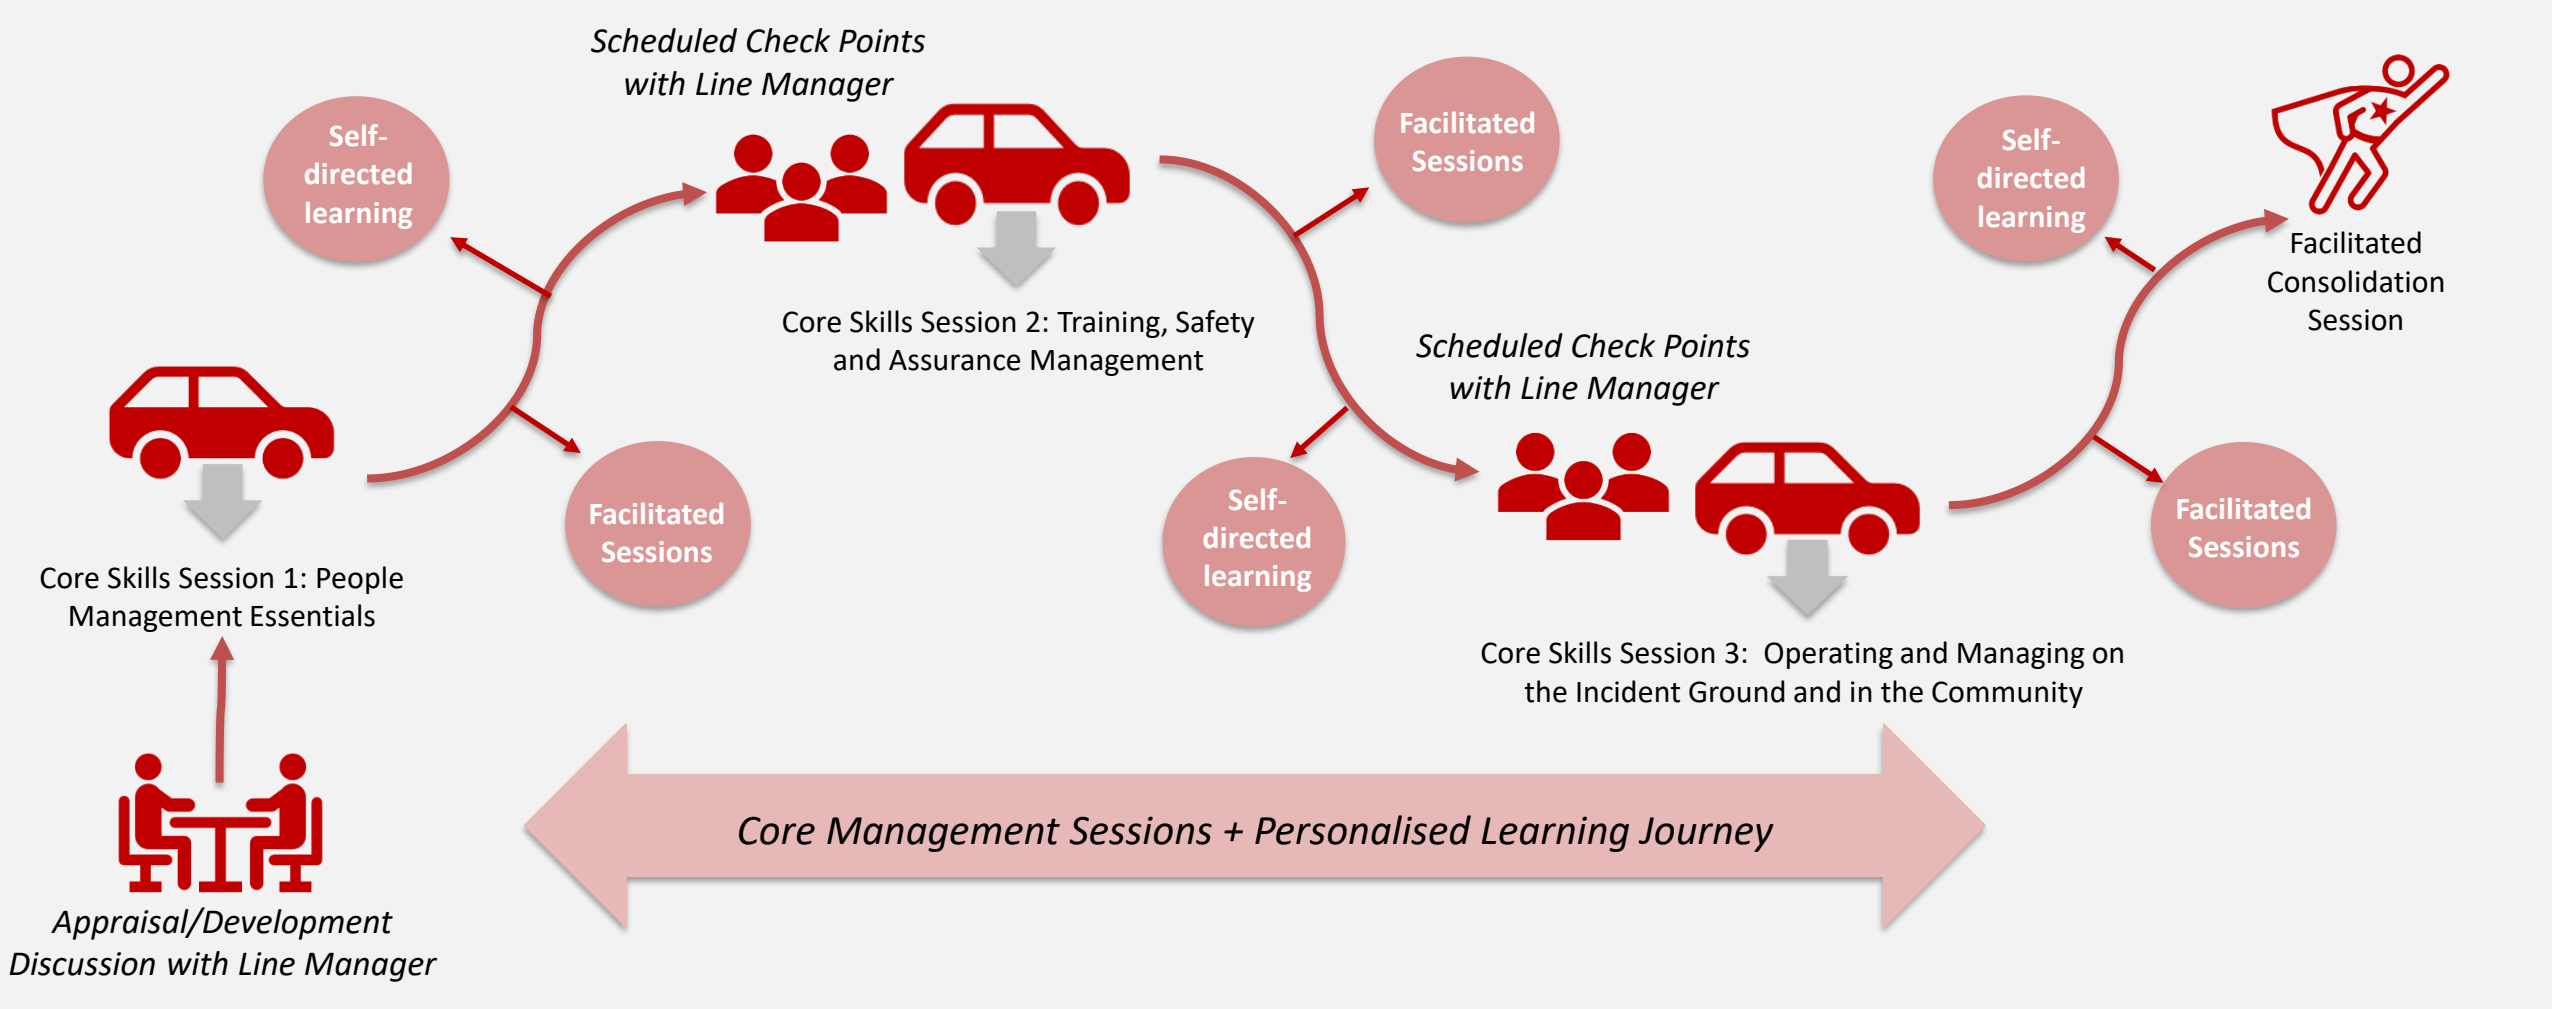 Scheduled Check Points
with Line Manager
Self-
directed
learning
Facilitated
Sessions
Self-
directed
learning
Facilitated
Consolidation
Session
Core Skills Session 2: Training, Safety
and Assurance Management
Scheduled Check Points
with Line Manager
Facilitated
Sessions
Self-
directed
learning
Facilitated
Sessions
Core Skills Session 1: People
Management Essentials
Core Skills Session 3:  Operating and Managing on
the Incident Ground and in the Community
Core Management Sessions + Personalised Learning Journey
Appraisal/Development
Discussion with Line Manager